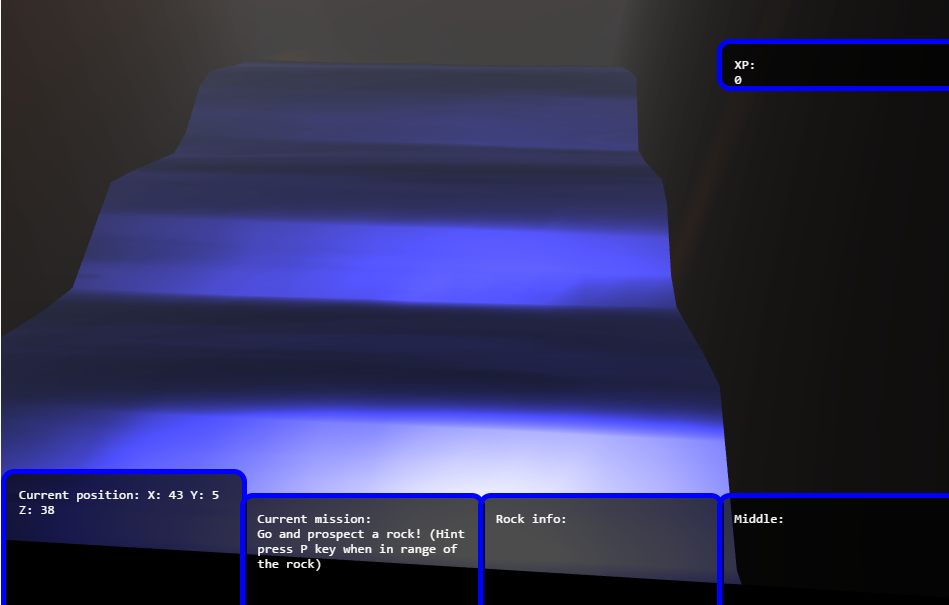 XP:
0
Current position: X: 43 Y: 5
Z: 38
Current mission:
Go and prospect a rock! (Hint
press P key when in range of
the rock)
Rock info:
Middle: